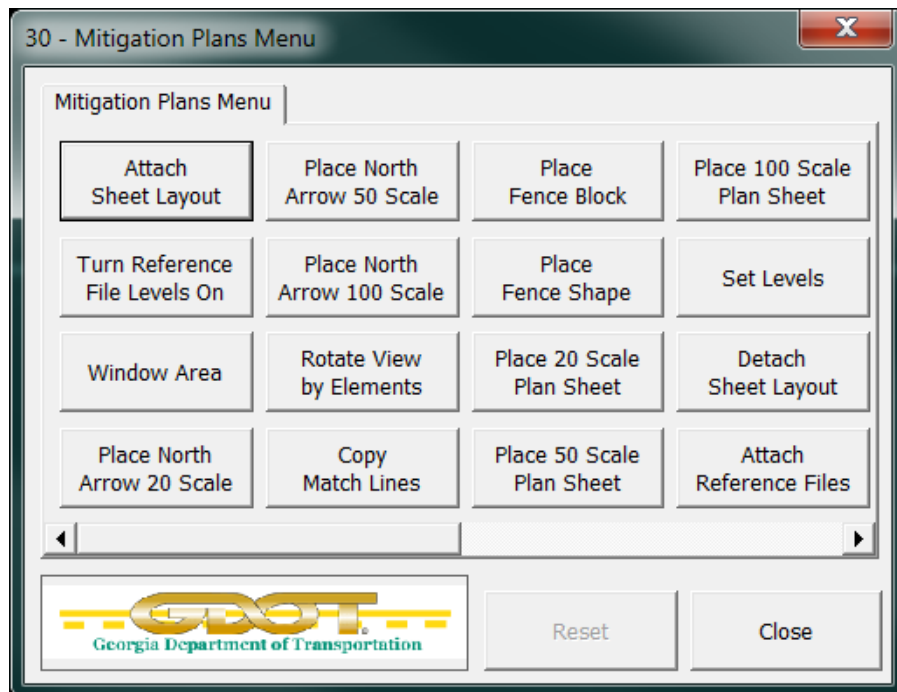 30 - Mitigation Plans Menu
X
Mitigation Plans Menu
Attach
Sheet Layout
Place North
Arrow 50 Scale
Place
Fence Block
Place 100 Scale
Plan Sheet
Turn Reference
File Levels On
Place North
Arrow 100 Scale
Place
Fence Shape
Set Levels
Window Area
Rotate View
by Elements
Place 20 Scale
Plan Sheet
Detach
Sheet Layout
Place North
Arrow 20 Scale
Copy
Match Lines
Place 50 Scale
Plan Sheet
Attach
Reference Files
GDOT
Georgia Department of Transportation
Reset
Close